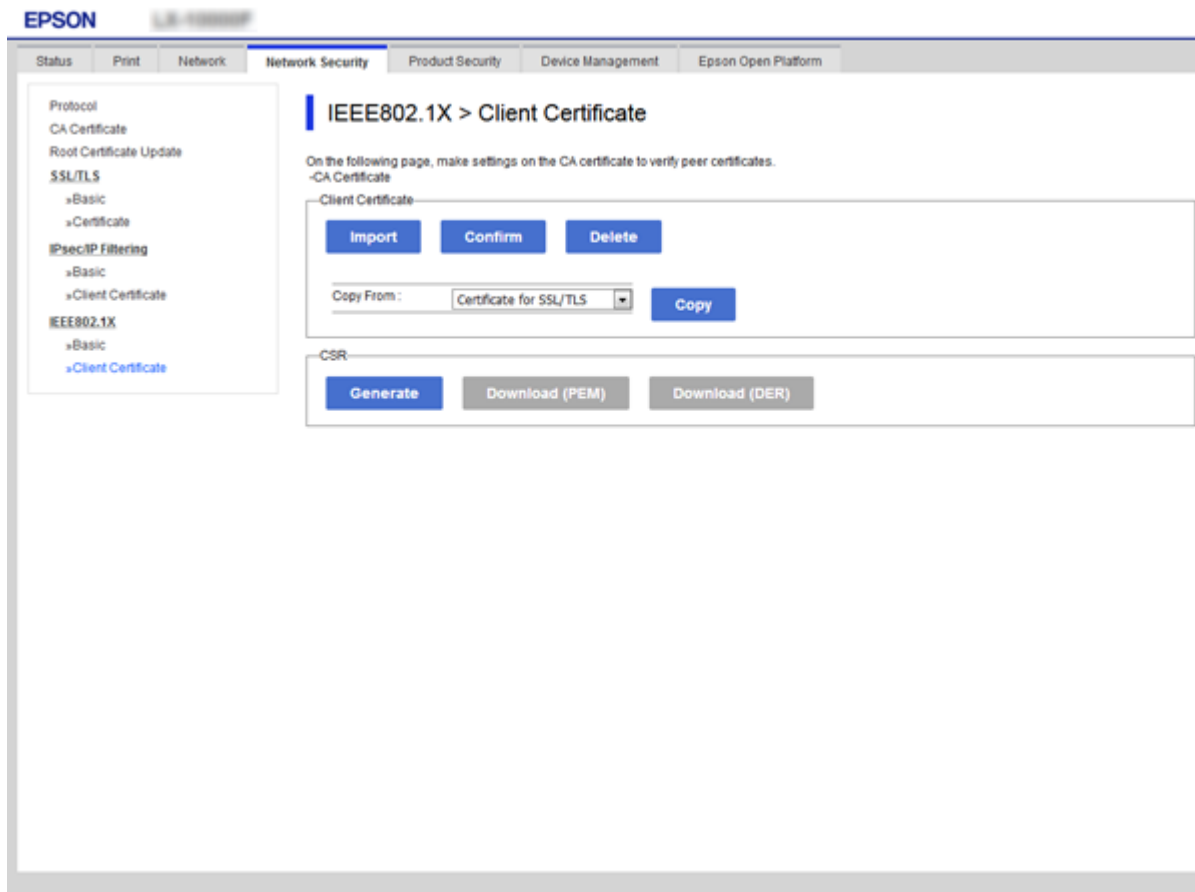 EPSON
Status Print Network Network Security Product Security Device Management Epson Open Platform
Protocol
CA Certificate
Root Certificate Update
SSL/TLS
»Basic
»Certificate
IPsec/IP Filtering
»Basic
»Client Certificate
IEEE802.1X
»Basic
»Client Certificate
IEEE802.1X > Client Certificate
On the following page, make settings on the CA certificate to verify peer certificates.
-CA Certificate
Client Certificate
Import Confirm Delete
Copy From : Certificate for SSL/TLS Copy
CSR
Generate Download (PEM) Download (DER)